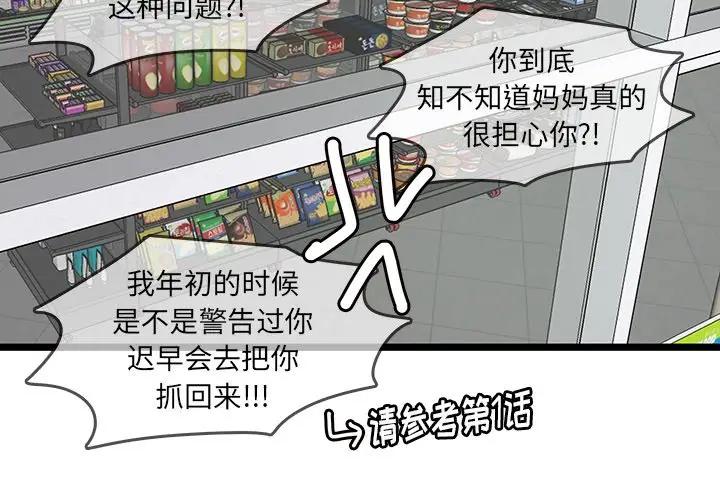 这种问题?!
你到底
知不知道妈妈真的
很担心你?!
我年初的时候
是不是警告过你
迟早会去把你
抓回来!!!
请参考第1话